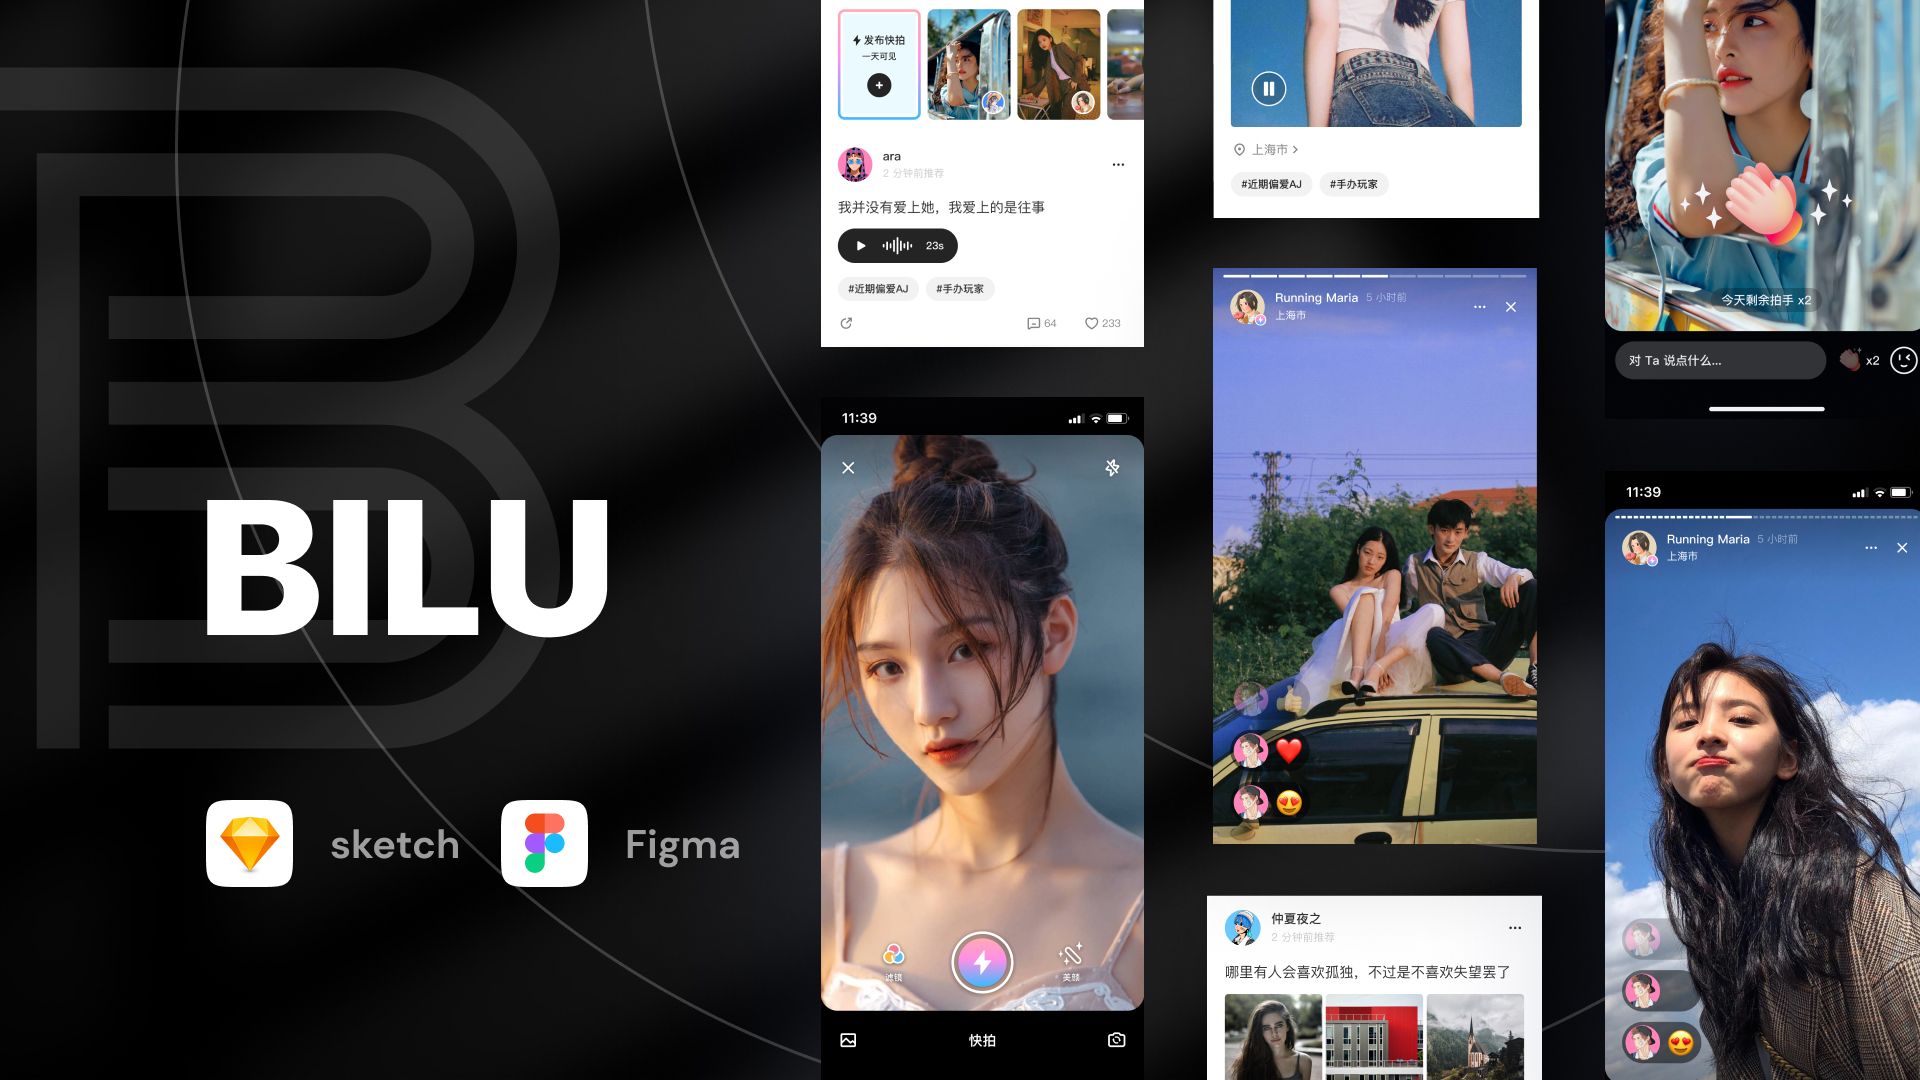 BILU
sketch
Figma
发布快拍
一天可见
ara
2 分钟前推荐
我并没有爱上她，我爱上的是往事
23s
#近期偏爱AJ
#手办玩家
64
233
11:39
滤镜
美颜
快拍
上海市
#近期偏爱AJ
#手办玩家
Running Maria 5 小时前
上海市
仲夏夜之
2 分钟前推荐
哪里有人会喜欢孤独，不过是不喜欢失望罢了
今天剩余拍手 x2
对 Ta 说点什么...
x2
11:39
Running Maria 5 小时前
上海市